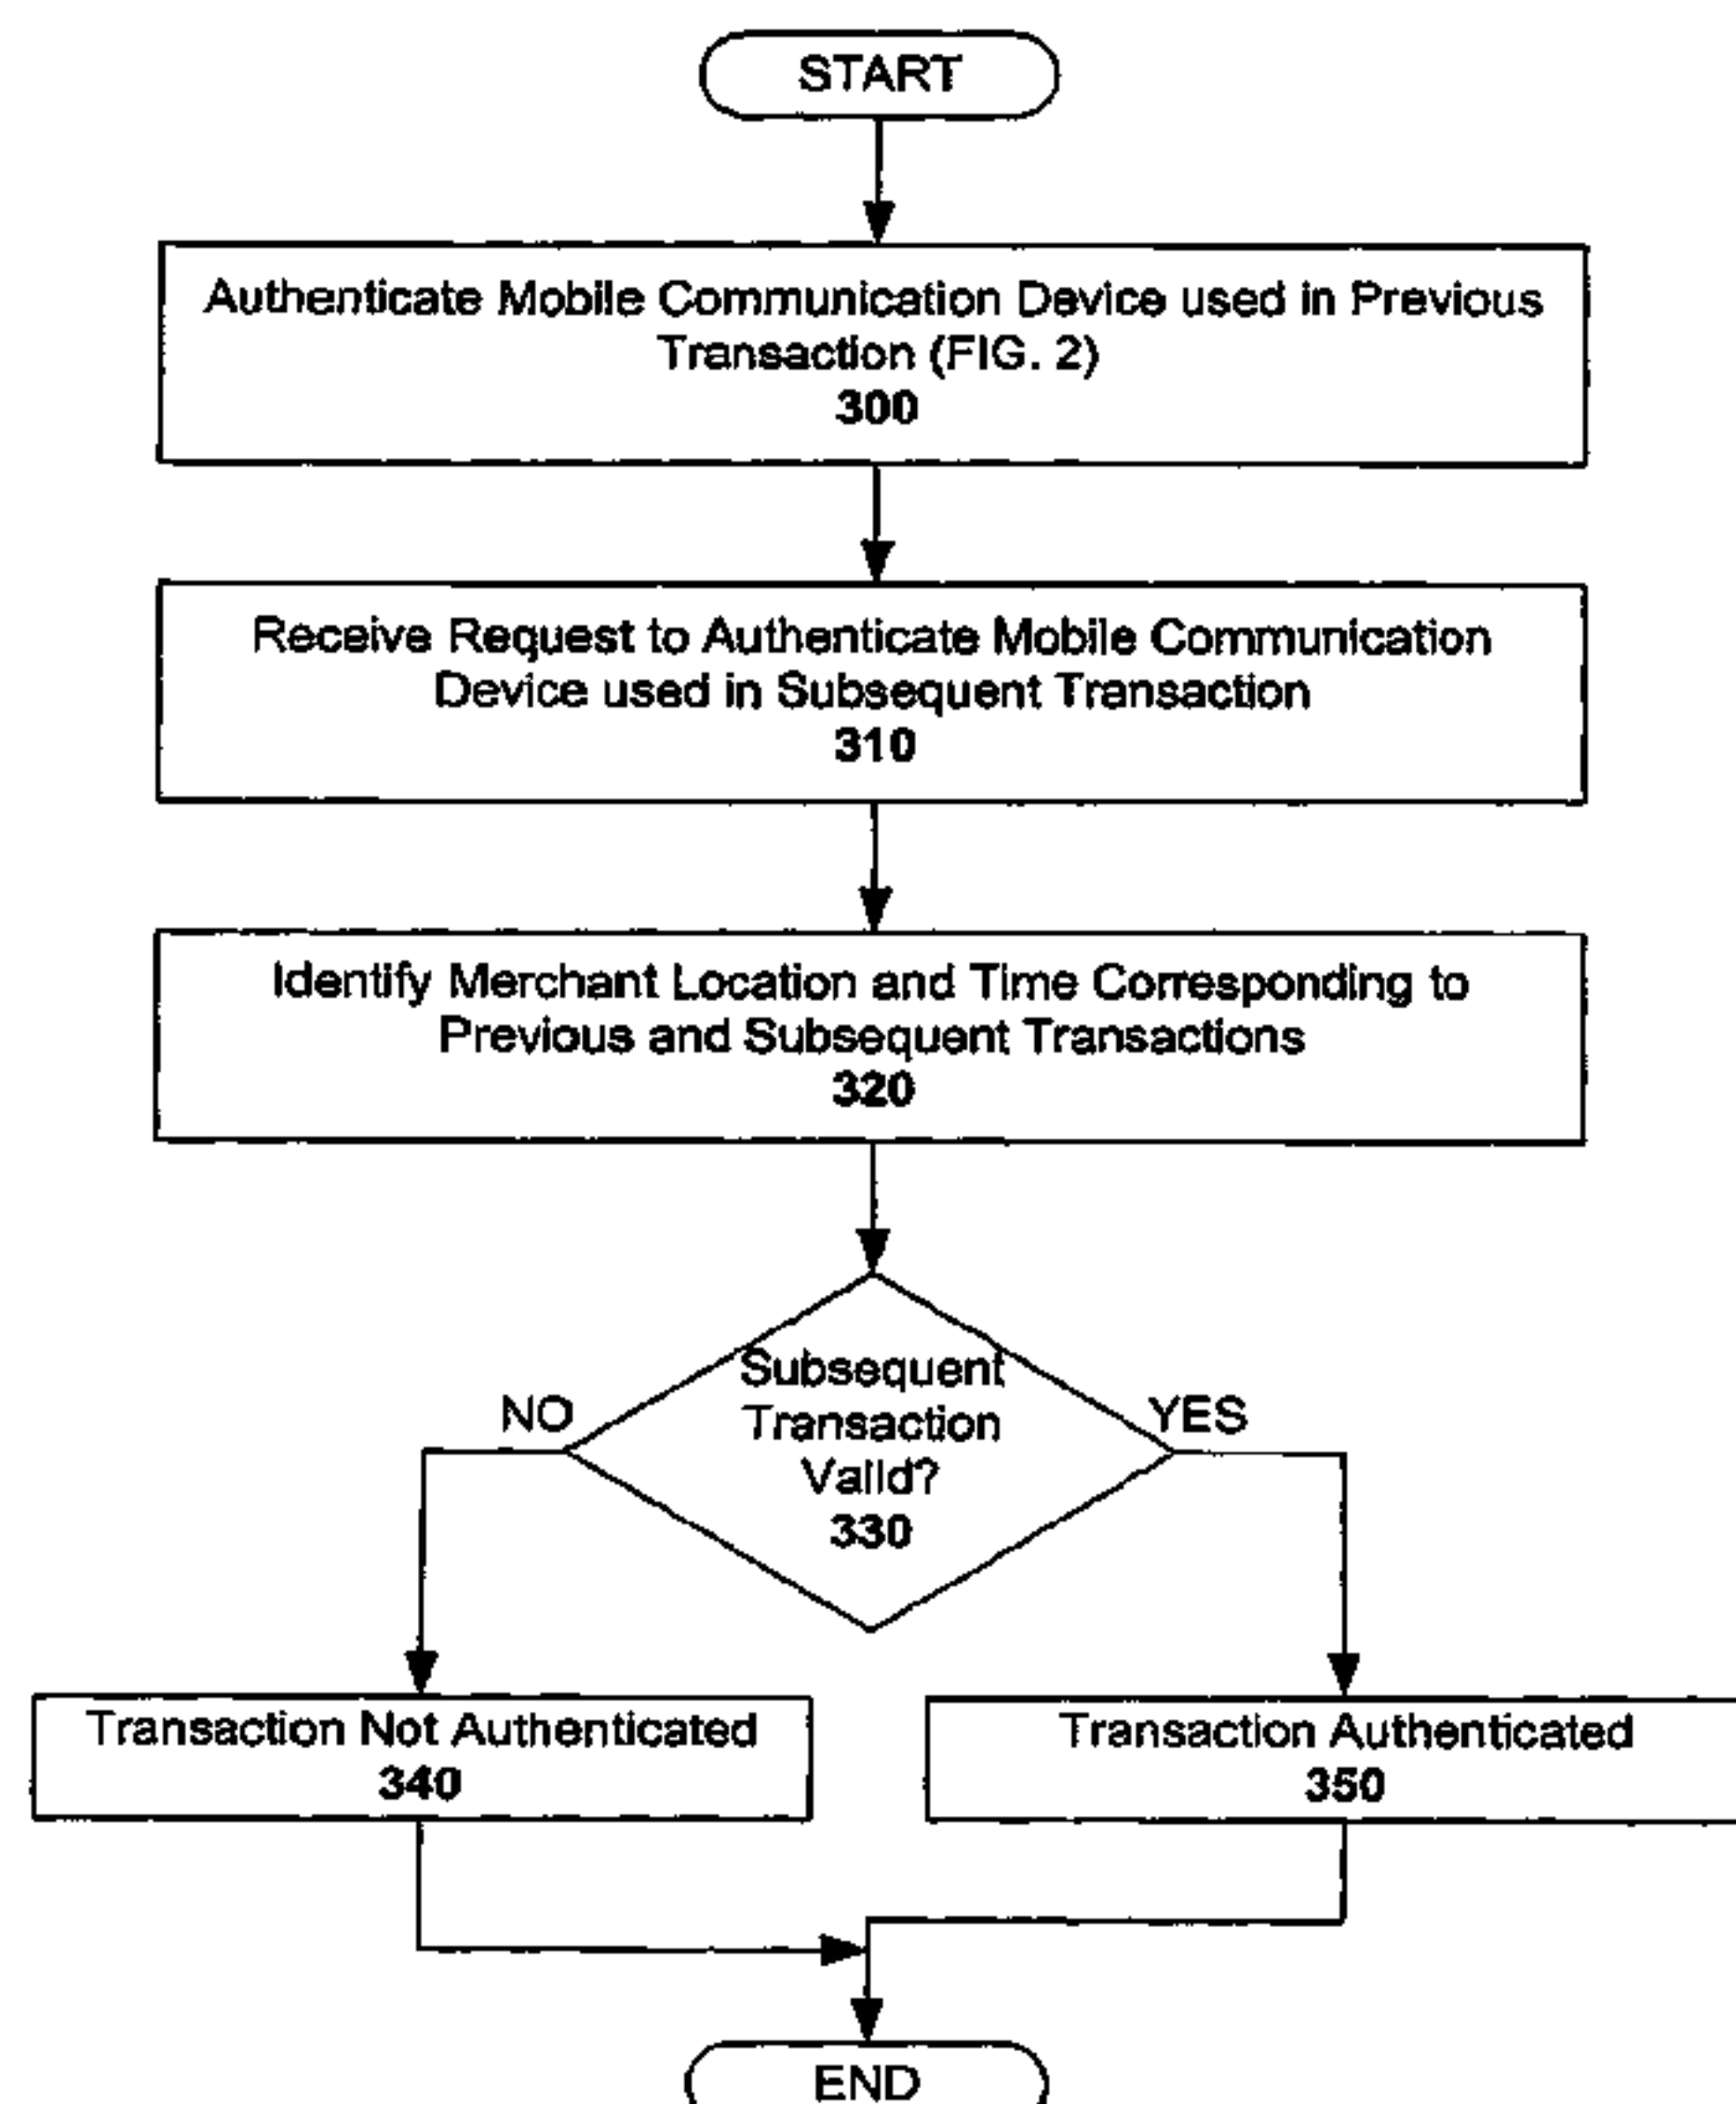 START
Authenticate Mobile Communication Device used in Previous
Transaction (FIG. 2)
300
Receive Request to Authenticate Mobile Communication
Device used in Subsequent Transaction
310
Identify Merchant Location and Time Corresponding to
Previous and Subsequent Transactions
320
Subsequent
Transaction
Valid?
330
NO
YES
Transaction Not Authenticated
340
Transaction Authenticated
350
END